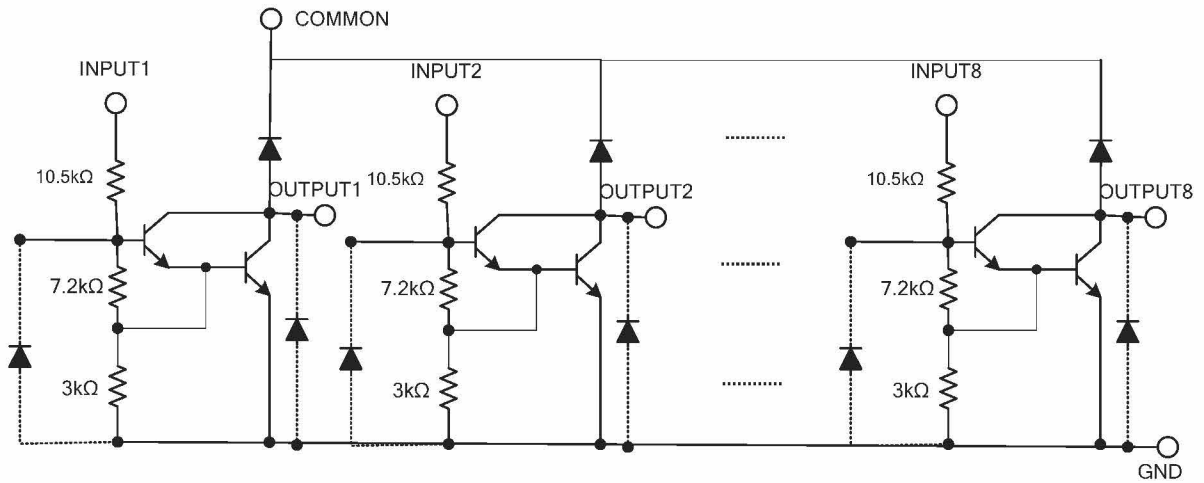 COMMON
INPUT1
INPUT2
INPUT8
10.5kΩ
10.5kΩ
10.5kΩ
OUTPUT1
OUTPUT2
OUTPUT8
7.2kΩ
7.2kΩ
7.2kΩ
3kΩ
3kΩ
3kΩ
GND